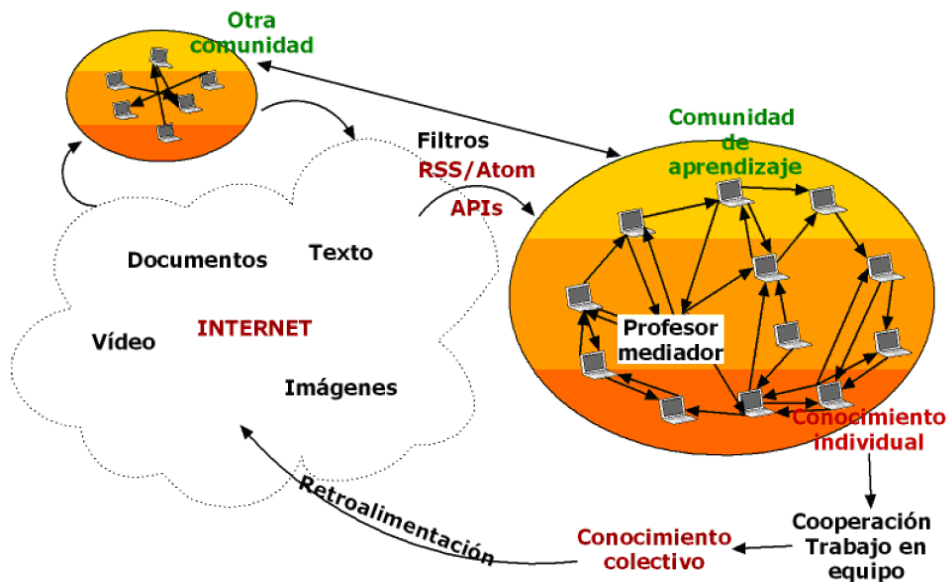 Otra
comunidad
Filtros
RSS/Atom
APIs
Comunidad
de
aprendizaje
Documentos
Texto
Vídeo
INTERNET
Imágenes
Profesor
mediador
Conocimiento
individual
Retroalimentación
Conocimiento
colectivo
Cooperación
Trabajo en
equipo